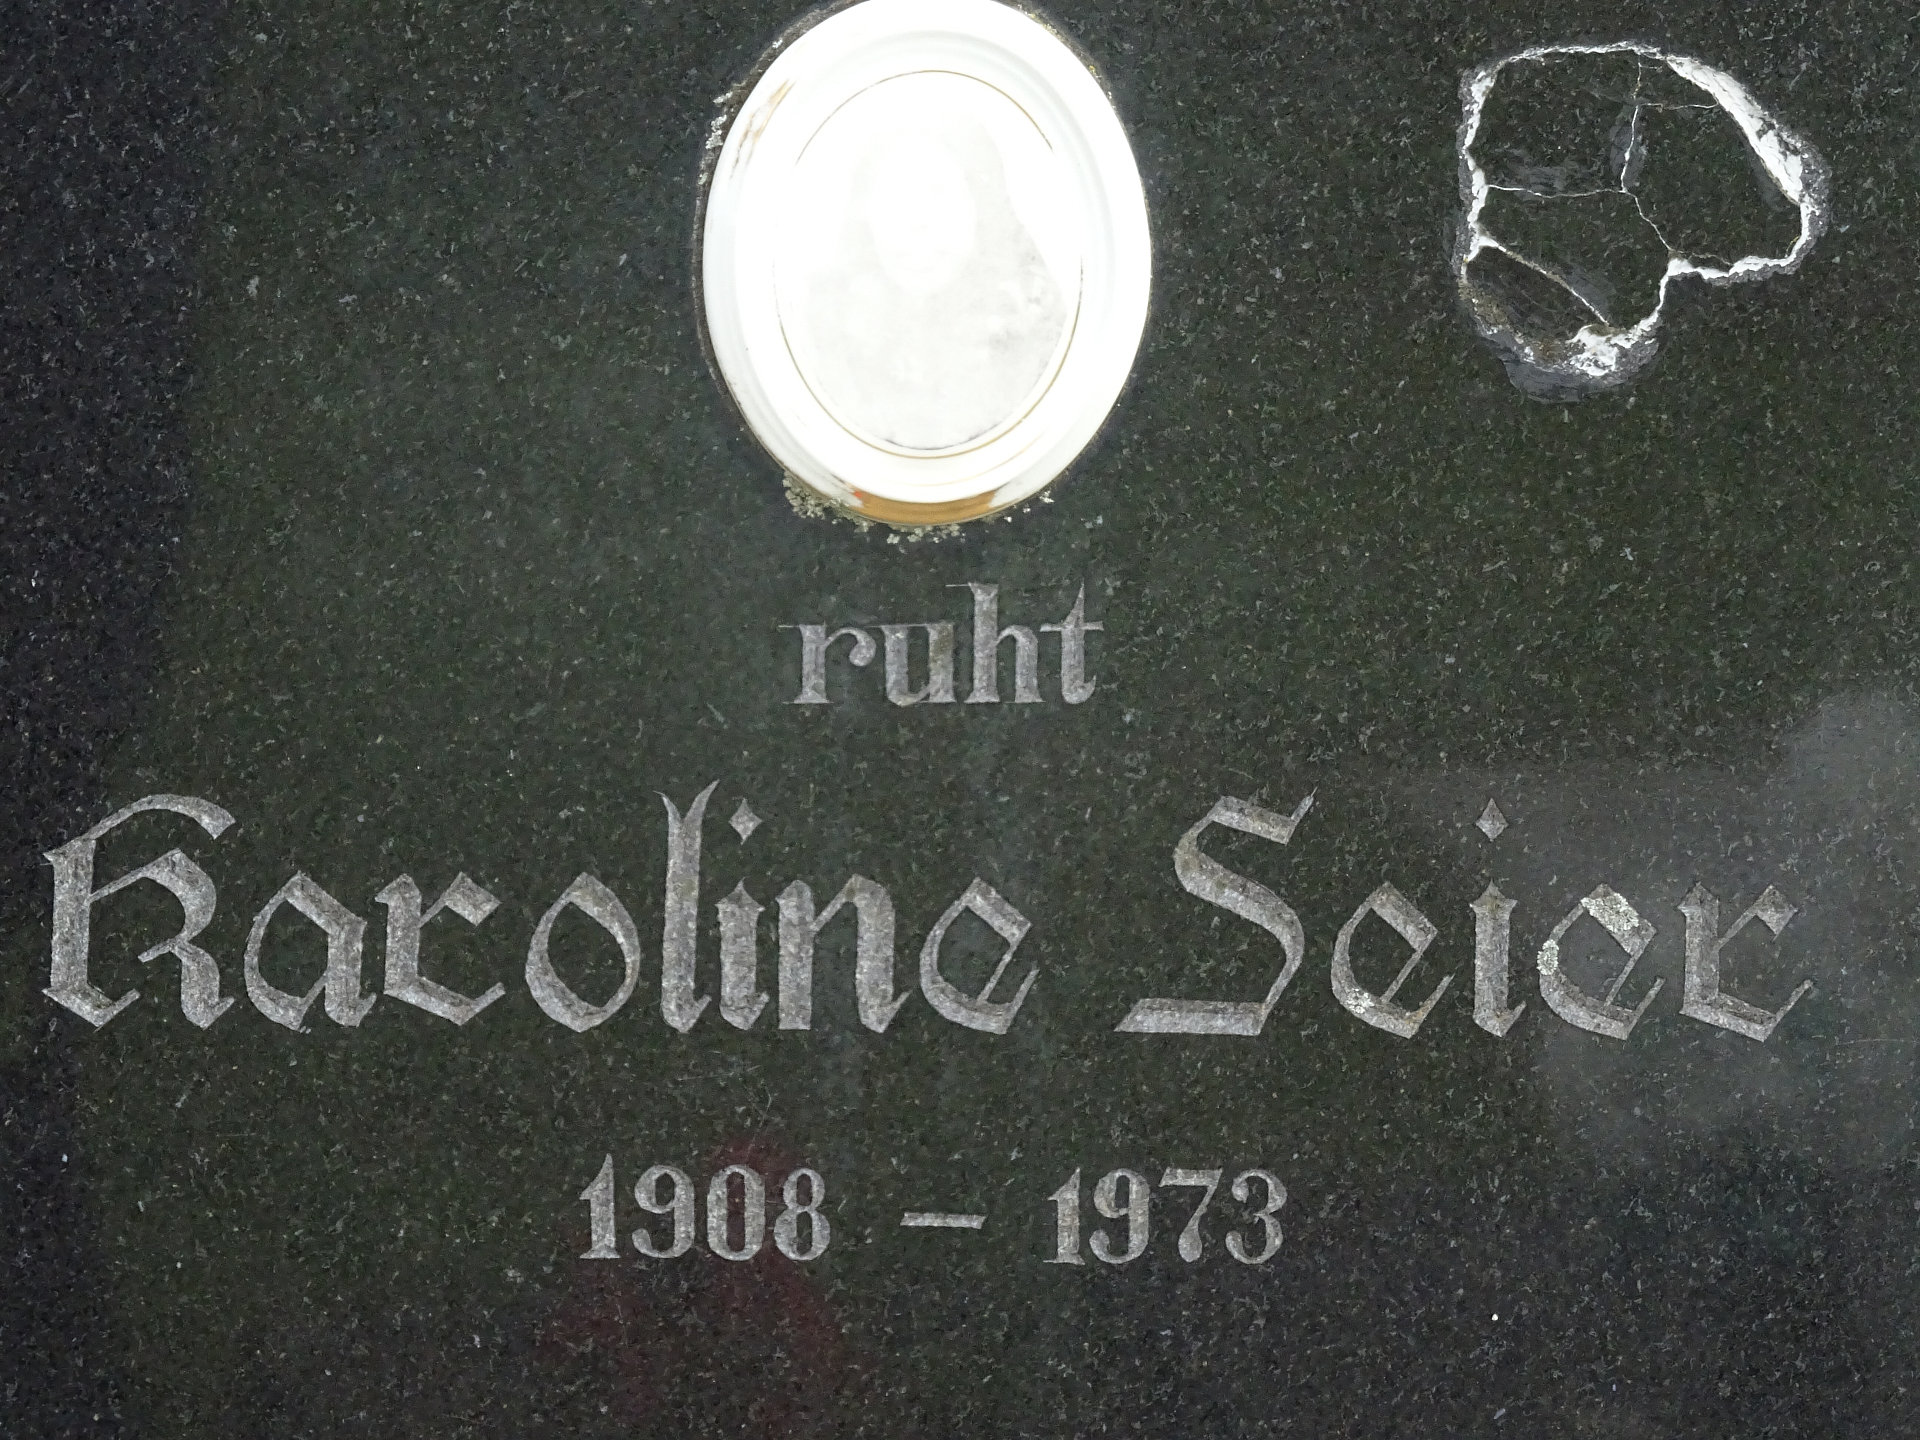 ruht
Karoline Seier
1908 – 1973